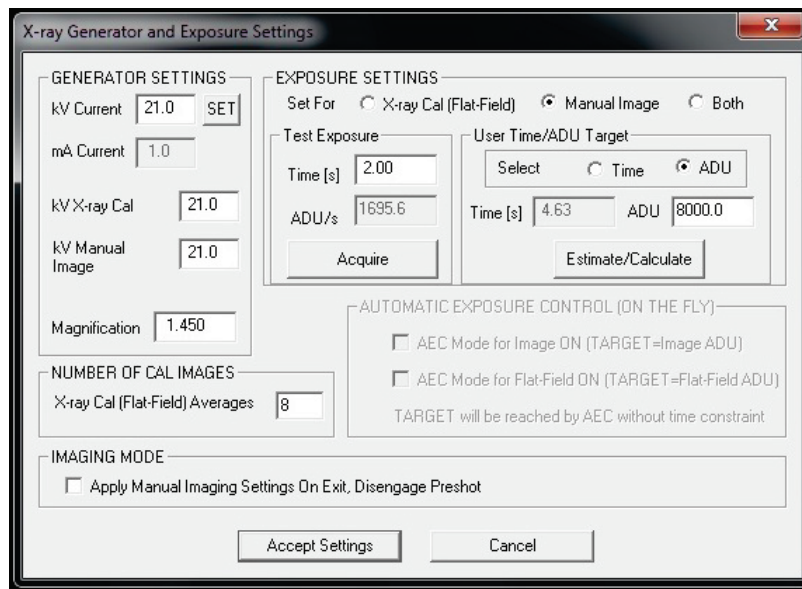 X-ray Generator and Exposure Settings
GENERATOR SETTINGS
kV Current 21.0 SET
mA Current 1.0
kV X-ray Cal 21.0
kV Manual
Image 21.0
Magnification 1.450
NUMBER OF CAL IMAGES
X-ray Cal (Flat-Field) Averages 8
EXPOSURE SETTINGS
Set For X-ray Cal (Flat-Field) Manual Image Both
Test Exposure
Time [s] 2.00
ADU/s 1695.6
Acquire
User Time/ADU Target
Select Time ADU
Time [s] 4.63 ADU 8000.0
Estimate/Calculate
AUTOMATIC EXPOSURE CONTROL (ON THE FLY)
AEC Mode for Image ON (TARGET=Image ADU)
AEC Mode for Flat-Field ON (TARGET=Flat-Field ADU)
TARGET will be reached by AEC without time constraint
IMAGING MODE
Apply Manual Imaging Settings On Exit, Disengage Preshot
Accept Settings Cancel